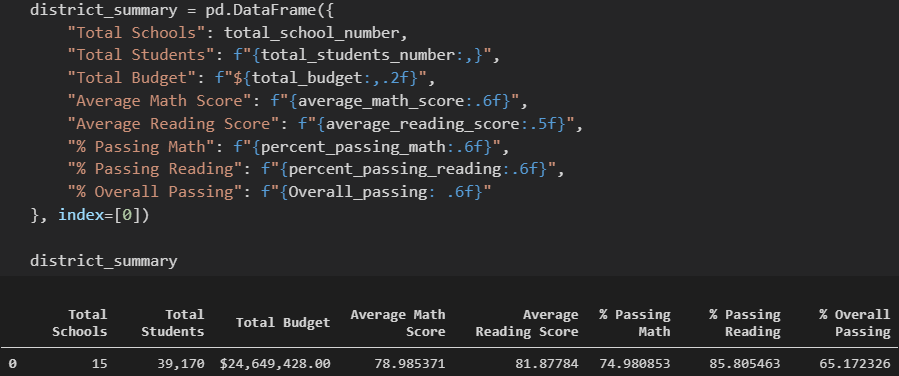 district_summary = pd.DataFrame({
    "Total Schools": total_school_number,
    "Total Students": f"{total_students_number:,}",
    "Total Budget": f"${total_budget:,.2f}",
    "Average Math Score": f"{average_math_score:.6f}",
    "Average Reading Score": f"{average_reading_score:.5f}",
    "% Passing Math": f"{percent_passing_math:.6f}",
    "% Passing Reading": f"{percent_passing_reading:.6f}",
    "% Overall Passing": f"{Overall_passing: .6f}"
}, index=[0])
district_summary
Total Schools Total Students Total Budget Average Math Score Average Reading Score % Passing Math % Passing Reading % Overall Passing
0 15 39,170 $24,649,428.00 78.985371 81.87784 74.980853 85.805463 65.172326